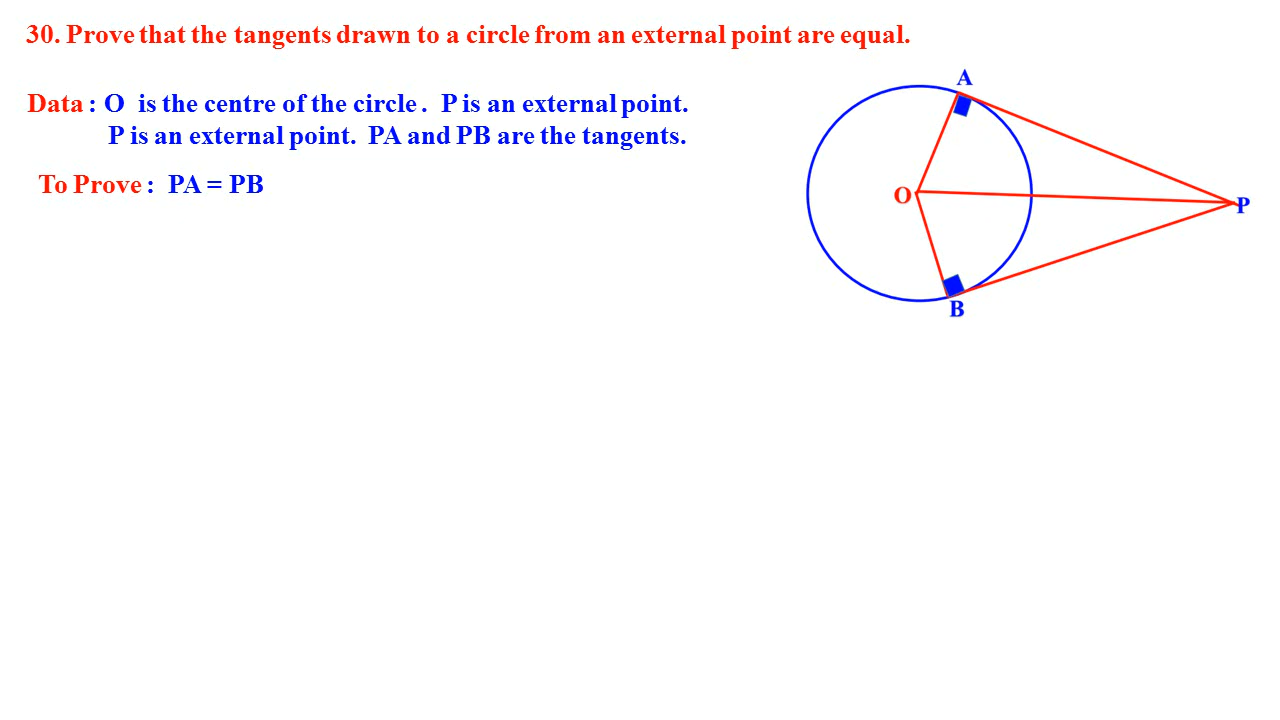 30. Prove that the tangents drawn to a circle from an external point are equal.
Data : O is the centre of the circle . P is an external point.
P is an external point. PA and PB are the tangents.
To Prove : PA = PB
A
O
P
B